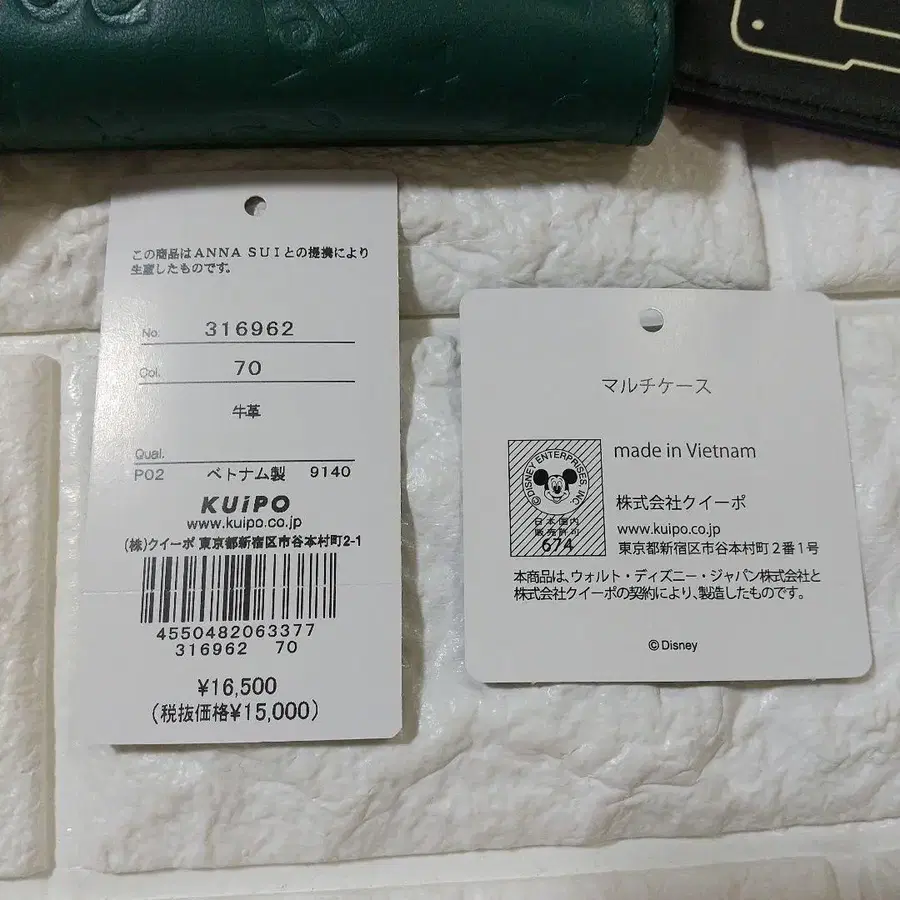 この商品はANNA SUIとの提携により
生産したものです。
No. 316962
Col. 70
牛革
Qual.
P02 ベトナム製 9140
KUiPO
www.kuipo.co.jp
(株)クイーポ 東京都新宿区市谷本村町2-1
4550482063377
316962 70
¥16,500
(税抜価格¥15,000)
マルチケース
©DISNEY ENTERPRISES, INC
日本国内
販売許可
674
made in Vietnam
株式会社クイーポ
www.kuipo.co.jp
東京都新宿区市谷本村町2番1号
本商品は、ウォルト・ディズニー・ジャパン株式会社と
株式会社クイーポの契約により、製造したものです。
©Disney